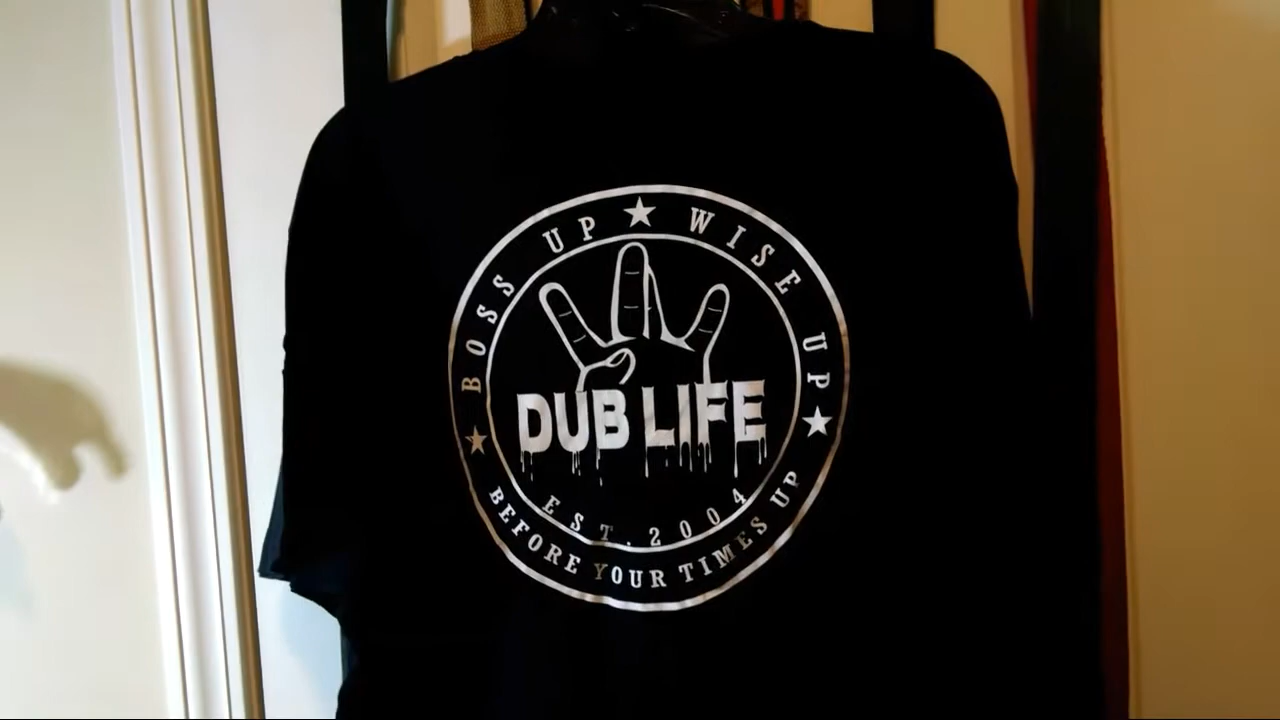 BOSS UP ★ WISE UP ★
DUB LIFE
EST. 2004
★ BEFORE YOUR TIMES UP